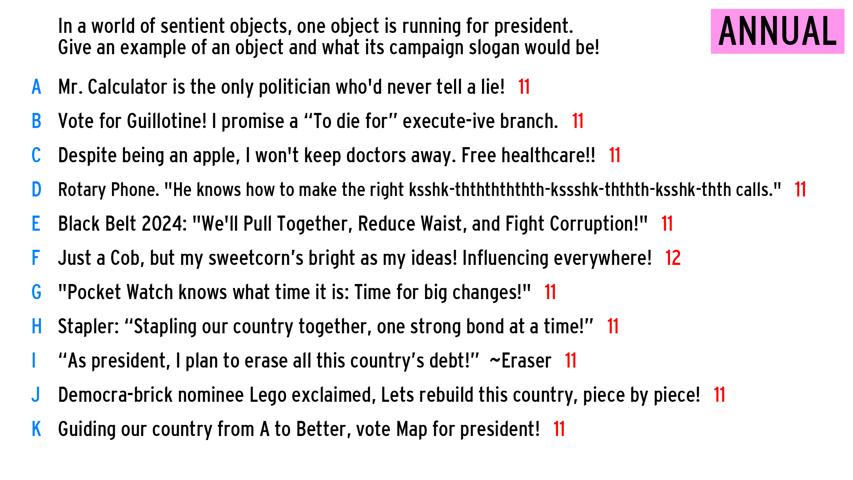 In a world of sentient objects, one object is running for president.
Give an example of an object and what its campaign slogan would be!
ANNUAL
A Mr. Calculator is the only politician who'd never tell a lie! 11
B Vote for Guillotine! I promise a “To die for” execute-ive branch. 11
C Despite being an apple, I won't keep doctors away. Free healthcare!! 11
D Rotary Phone. "He knows how to make the right ksshk-thththththth-kssshk-ththth-ksshk-thth calls." 11
E Black Belt 2024: "We'll Pull Together, Reduce Waist, and Fight Corruption!" 11
F Just a Cob, but my sweetcorn’s bright as my ideas! Influencing everywhere! 12
G "Pocket Watch knows what time it is: Time for big changes!" 11
H Stapler: “Stapling our country together, one strong bond at a time!” 11
I “As president, I plan to erase all this country’s debt!” ~Eraser 11
J Democra-brick nominee Lego exclaimed, Lets rebuild this country, piece by piece! 11
K Guiding our country from A to Better, vote Map for president! 11